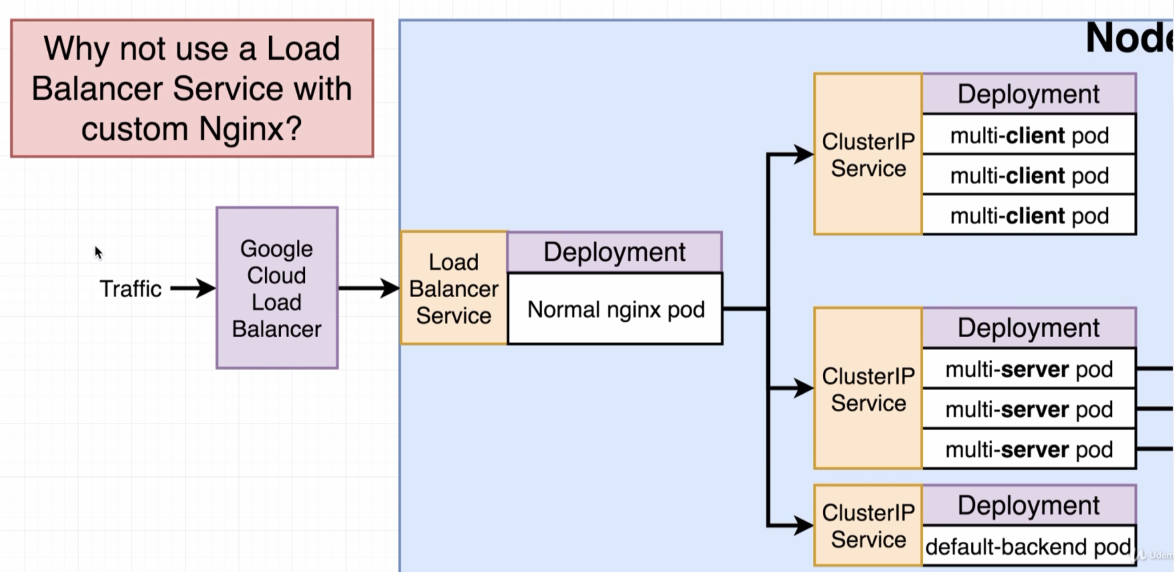 Why not use a Load
Balancer Service with
custom Nginx?
Traffic
Google
Cloud
Load
Balancer
Load
Balancer
Service
Deployment
Normal nginx pod
ClusterIP
Service
Deployment
multi-client pod
multi-client pod
multi-client pod
ClusterIP
Service
Deployment
multi-server pod
multi-server pod
multi-server pod
ClusterIP
Service
Deployment
default-backend pod